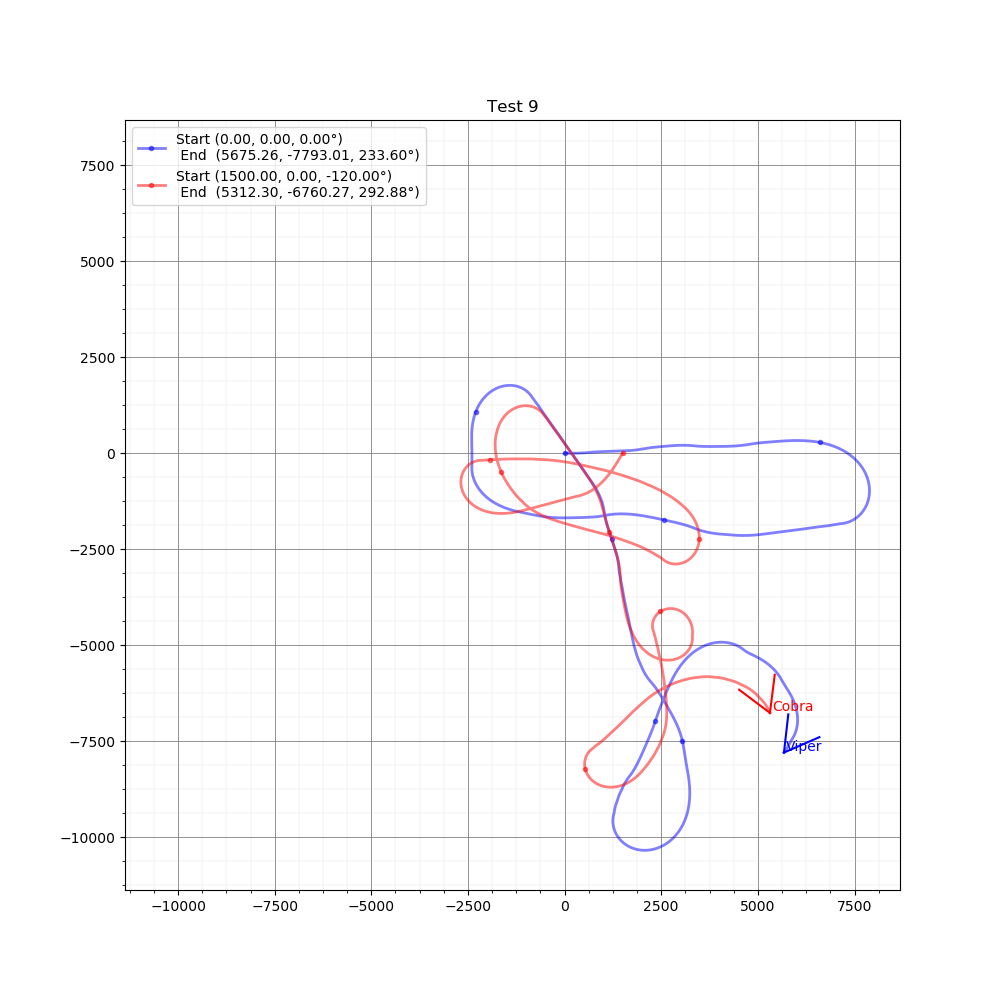 Test 9
Start (0.00, 0.00, 0.00°)
End  (5675.26, -7793.01, 233.60°)
Start (1500.00, 0.00, -120.00°)
End  (5312.30, -6760.27, 292.88°)
7500
5000
2500
0
−2500
−5000
−7500
−10000
Cobra
Viper
−10000 −7500 −5000 −2500 0 2500 5000 7500